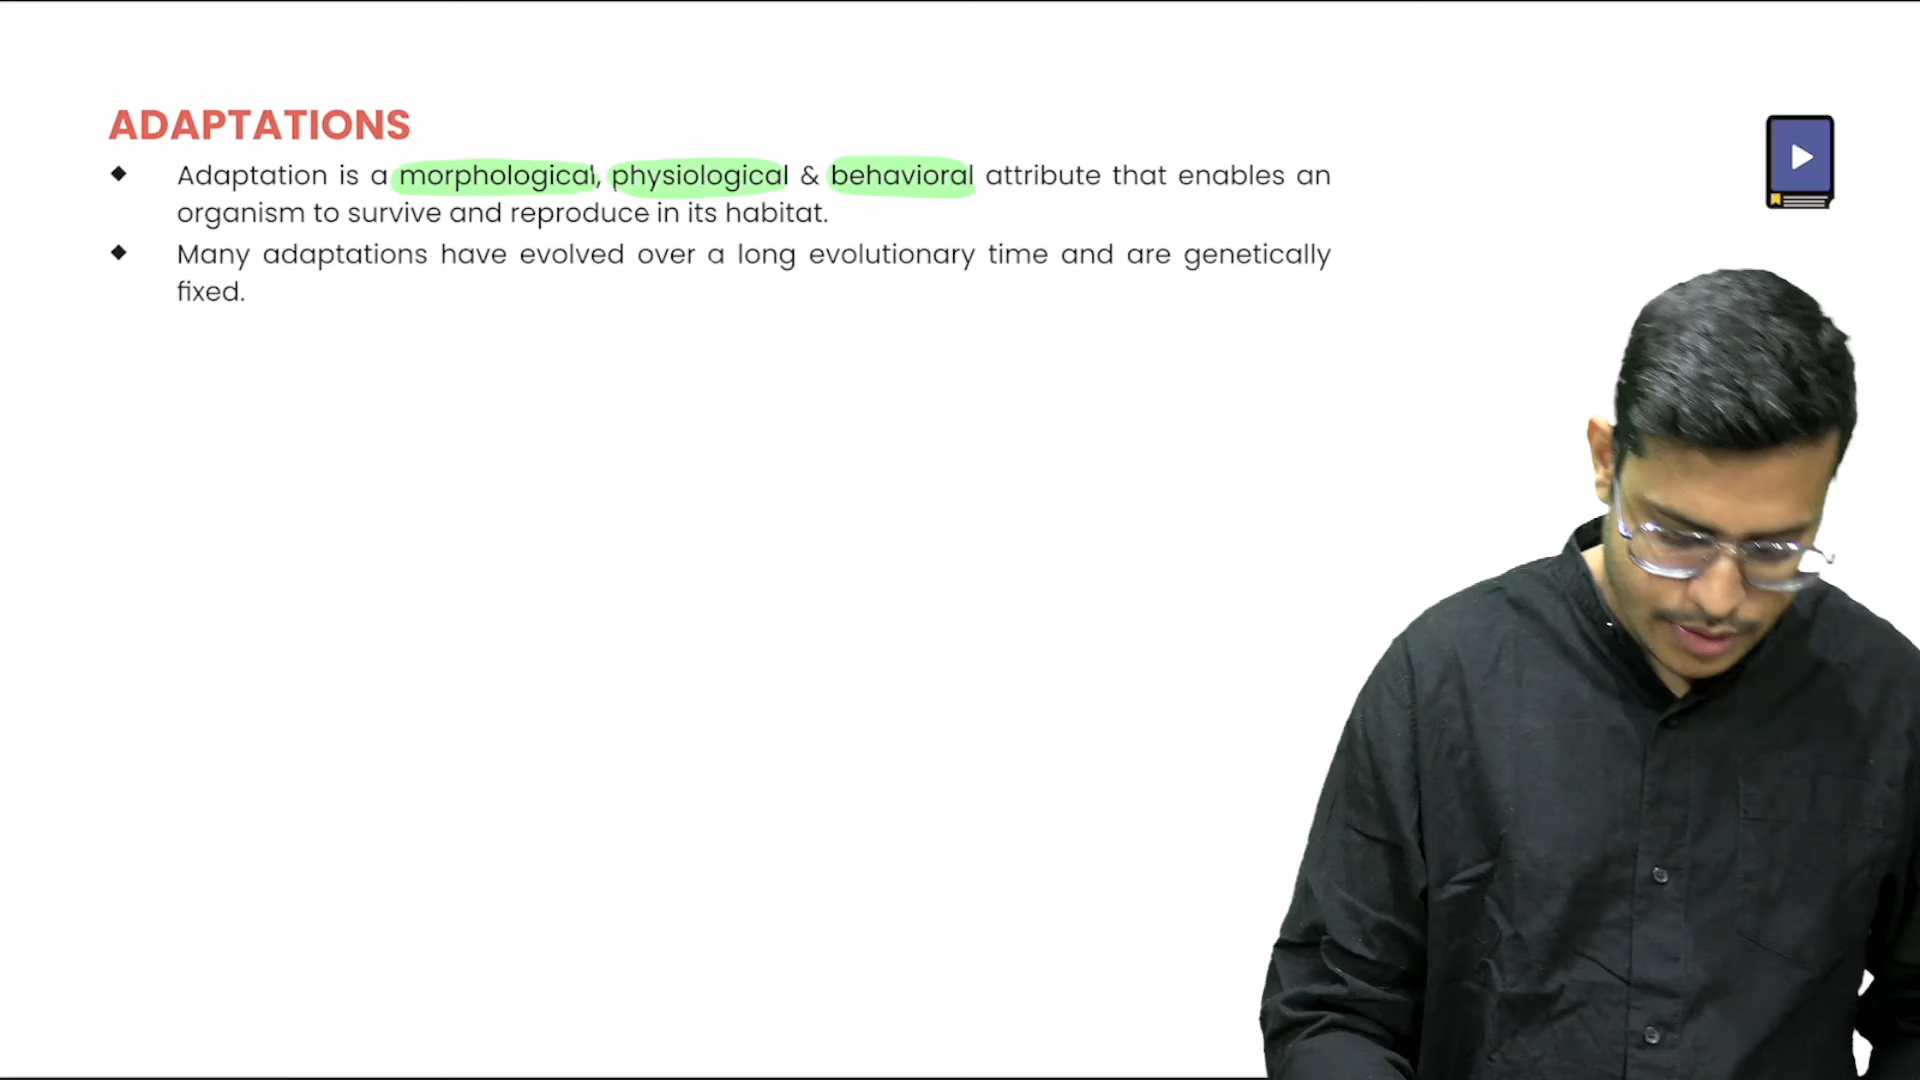 ADAPTATIONS
◆ Adaptation is a morphological, physiological & behavioral attribute that enables an
organism to survive and reproduce in its habitat.
◆ Many adaptations have evolved over a long evolutionary time and are genetically
fixed.